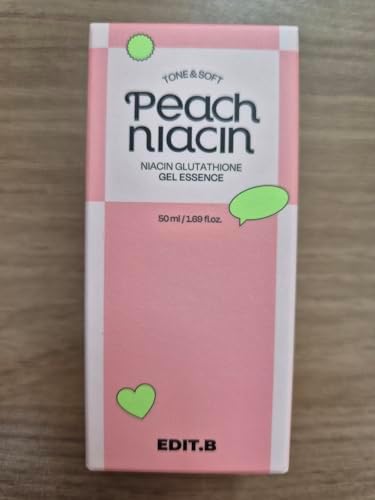 TONE & SOFT
Peach
niacin
NIACIN GLUTATHIONE
GEL ESSENCE
50 ml / 1.69 fl.oz.
EDIT.B